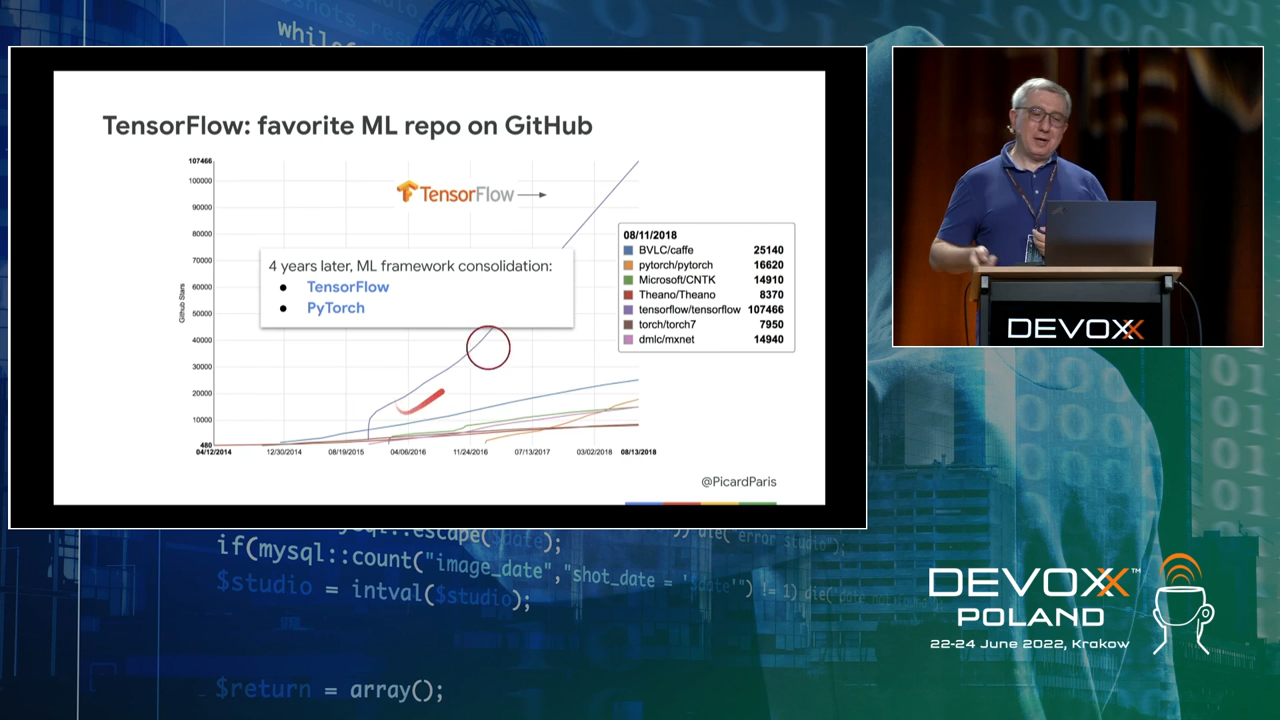 while
TensorFlow: favorite ML repo on GitHub
107466
100000
90000
80000
70000
60000
50000
40000
30000
20000
10000
480
Github Stars
TensorFlow
4 years later, ML framework consolidation:
● TensorFlow
● PyTorch
08/11/2018
BVLC/caffe 25140
pytorch/pytorch 16620
Microsoft/CNTK 14910
Theano/Theano 8370
tensorflow/tensorflow 107466
torch/torch7 7950
dmlc/mxnet 14940
04/12/2014 12/30/2014 08/19/2015 04/06/2016 11/24/2016 07/13/2017 03/02/2018 08/13/2018
@PicardParis
DEVOXX
if(mysql::count("image_date","shot_date = '$date'") != 1) die(
$studio = intval($studio);
$return = array();
DEVOXX™
POLAND
22-24 June 2022, Krakow